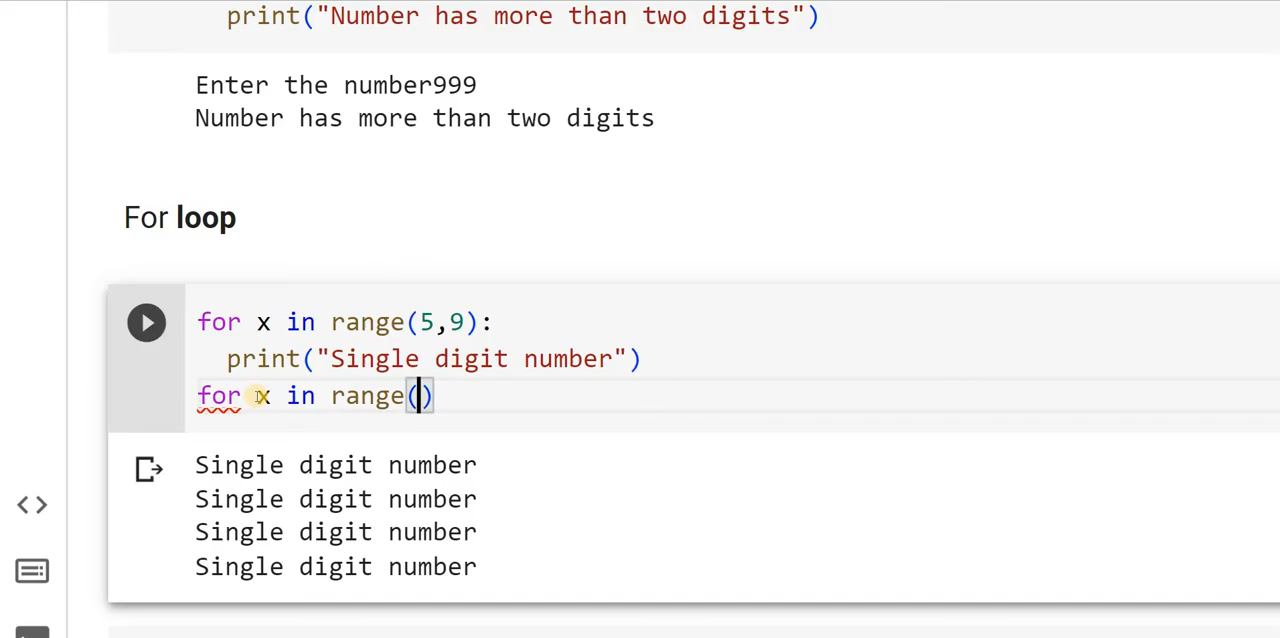 print("Number has more than two digits")
Enter the number999
Number has more than two digits
For loop
for x in range(5,9):
print("Single digit number")
for x in range()
Single digit number
Single digit number
Single digit number
Single digit number